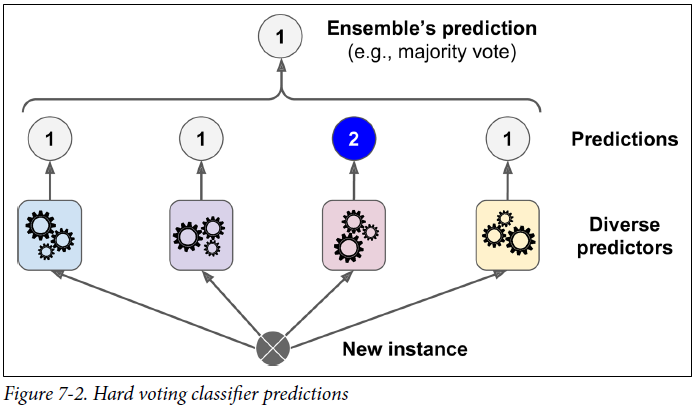 1
Ensemble's prediction
(e.g., majority vote)
1 1 2 1 Predictions
Diverse
predictors
New instance
Figure 7-2. Hard voting classifier predictions